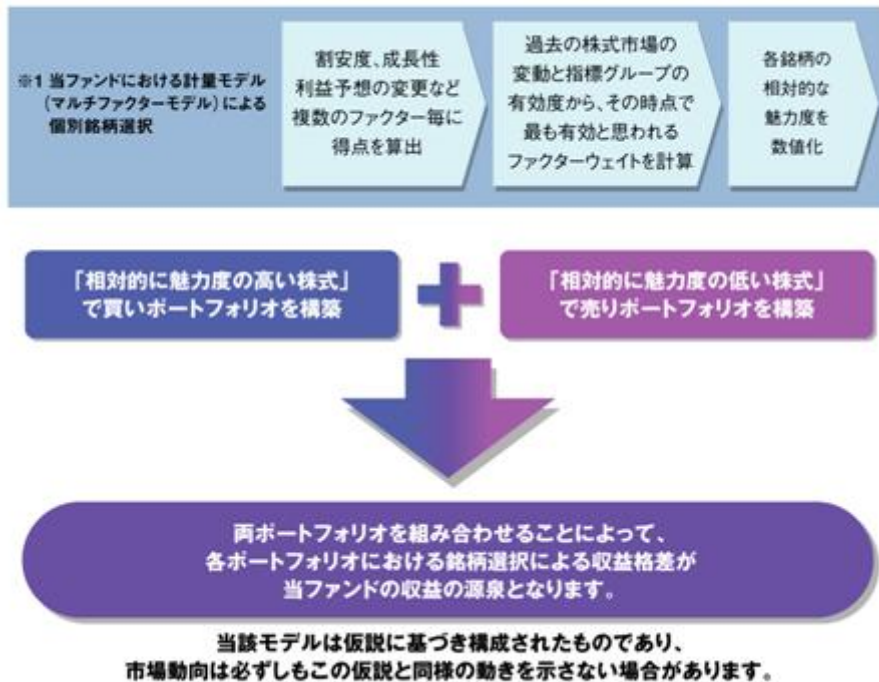 ※1 当ファンドにおける計量モデル
(マルチファクターモデル)による
個別銘柄選択
割安度、成長性
利益予想の変更など
複数のファクター毎に
得点を算出
過去の株式市場の
変動と指標グループの
有効度から、その時点で
最も有効と思われる
ファクターウェイトを計算
各銘柄の
相対的な
魅力度を
数値化
「相対的に魅力度の高い株式」
で買いポートフォリオを構築
「相対的に魅力度の低い株式」
で売りポートフォリオを構築
両ポートフォリオを組み合わせることによって、
各ポートフォリオにおける銘柄選択による収益格差が
当ファンドの収益の源泉となります。
当該モデルは仮説に基づき構成されたものであり、
市場動向は必ずしもこの仮説と同様の動きを示さない場合があります。